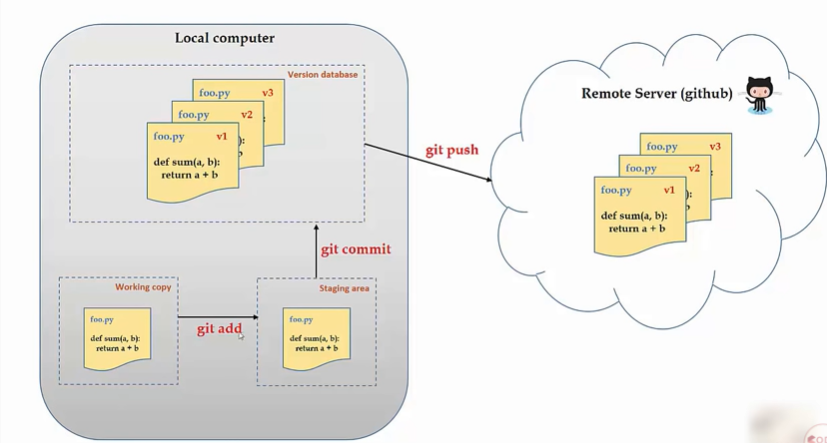 Local computer
Version database
foo.py v3
foo.py v2
):
foo.py v1
def sum(a, b):
return a + b
git push
Remote Server (github)
foo.py v3
foo.py v2
):
foo.py v1
def sum(a, b):
return a + b
git commit
Working copy
foo.py
def sum(a, b):
return a + b
git add
Staging area
foo.py
def sum(a, b):
return a + b